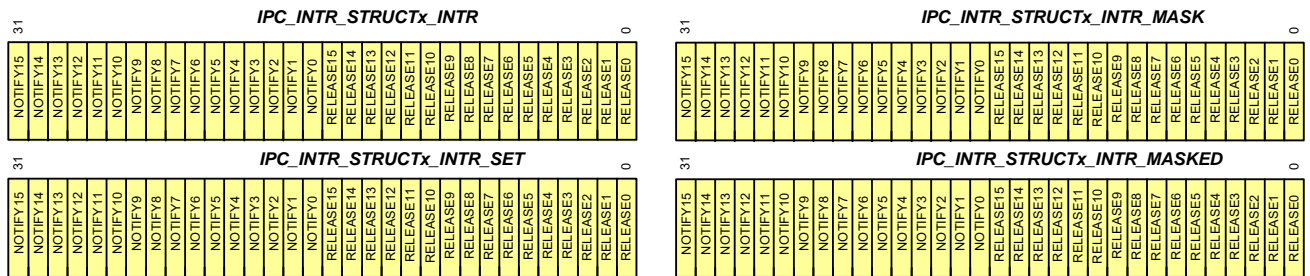 IPC_INTR_STRUCTx_INTR
31
0
NOTIFY15
NOTIFY14
NOTIFY13
NOTIFY12
NOTIFY11
NOTIFY10
NOTIFY9
NOTIFY8
NOTIFY7
NOTIFY6
NOTIFY5
NOTIFY4
NOTIFY3
NOTIFY2
NOTIFY1
NOTIFY0
RELEASE15
RELEASE14
RELEASE13
RELEASE12
RELEASE11
RELEASE10
RELEASE9
RELEASE8
RELEASE7
RELEASE6
RELEASE5
RELEASE4
RELEASE3
RELEASE2
RELEASE1
RELEASE0
IPC_INTR_STRUCTx_INTR_MASK
31
0
NOTIFY15
NOTIFY14
NOTIFY13
NOTIFY12
NOTIFY11
NOTIFY10
NOTIFY9
NOTIFY8
NOTIFY7
NOTIFY6
NOTIFY5
NOTIFY4
NOTIFY3
NOTIFY2
NOTIFY1
NOTIFY0
RELEASE15
RELEASE14
RELEASE13
RELEASE12
RELEASE11
RELEASE10
RELEASE9
RELEASE8
RELEASE7
RELEASE6
RELEASE5
RELEASE4
RELEASE3
RELEASE2
RELEASE1
RELEASE0
IPC_INTR_STRUCTx_INTR_SET
31
0
NOTIFY15
NOTIFY14
NOTIFY13
NOTIFY12
NOTIFY11
NOTIFY10
NOTIFY9
NOTIFY8
NOTIFY7
NOTIFY6
NOTIFY5
NOTIFY4
NOTIFY3
NOTIFY2
NOTIFY1
NOTIFY0
RELEASE15
RELEASE14
RELEASE13
RELEASE12
RELEASE11
RELEASE10
RELEASE9
RELEASE8
RELEASE7
RELEASE6
RELEASE5
RELEASE4
RELEASE3
RELEASE2
RELEASE1
RELEASE0
IPC_INTR_STRUCTx_INTR_MASKED
31
0
NOTIFY15
NOTIFY14
NOTIFY13
NOTIFY12
NOTIFY11
NOTIFY10
NOTIFY9
NOTIFY8
NOTIFY7
NOTIFY6
NOTIFY5
NOTIFY4
NOTIFY3
NOTIFY2
NOTIFY1
NOTIFY0
RELEASE15
RELEASE14
RELEASE13
RELEASE12
RELEASE11
RELEASE10
RELEASE9
RELEASE8
RELEASE7
RELEASE6
RELEASE5
RELEASE4
RELEASE3
RELEASE2
RELEASE1
RELEASE0